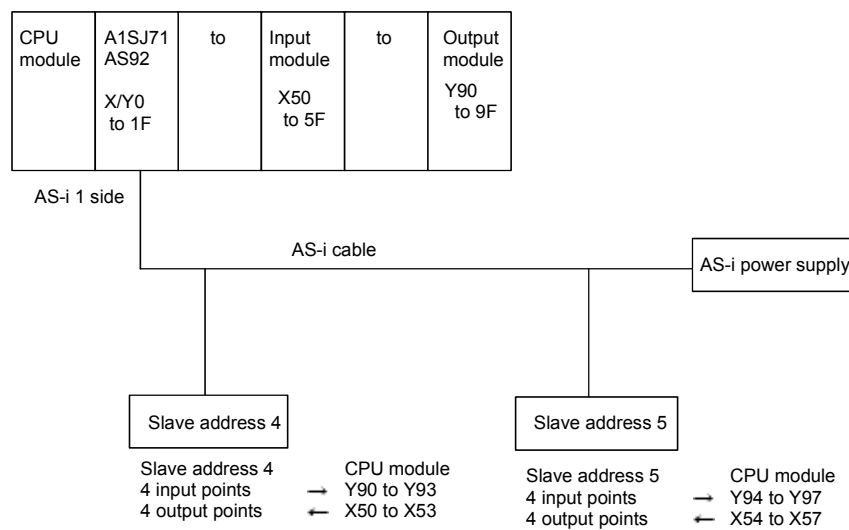 CPU module
A1SJ71 AS92
X/Y0 to 1F
to
Input module
X50 to 5F
to
Output module
Y90 to 9F
AS-i 1 side
AS-i cable
AS-i power supply
Slave address 4
Slave address 5
Slave address 4 CPU module
4 input points → Y90 to Y93
4 output points ← X50 to X53
Slave address 5 CPU module
4 input points → Y94 to Y97
4 output points ← X54 to X57